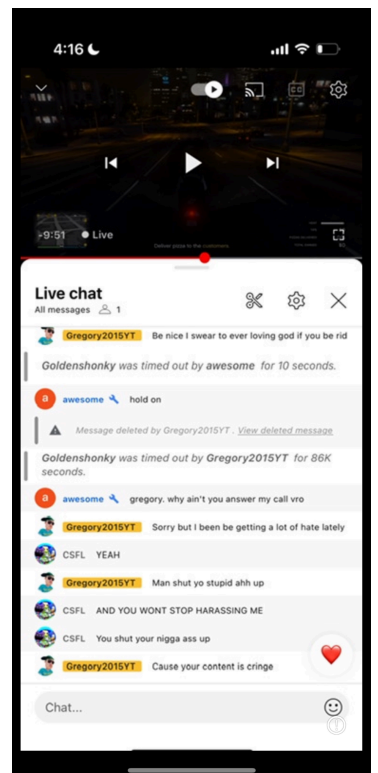 4:16
CC
-9:51
Live
Deliver pizza to the customers
Live chat
All messages 1
Gregory2015YT Be nice I swear to ever loving god if you be rid
Goldenshonky was timed out by awesome for 10 seconds.
a awesome hold on
Message deleted by Gregory2015YT . View deleted message
Goldenshonky was timed out by Gregory2015YT for 86K
seconds.
a awesome gregory. why ain't you answer my call vro
Gregory2015YT Sorry but I been be getting a lot of hate lately
CSFL YEAH
Gregory2015YT Man shut yo stupid ahh up
CSFL AND YOU WONT STOP HARASSING ME
CSFL You shut your nigga ass up
Gregory2015YT Cause your content is cringe
Chat...